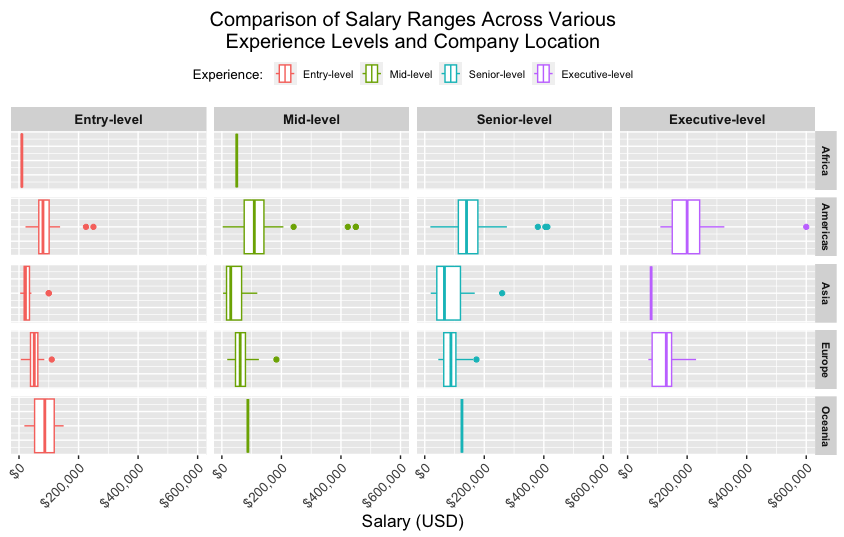 Comparison of Salary Ranges Across Various
Experience Levels and Company Location
Experience: Entry-level Mid-level Senior-level Executive-level
Entry-level Mid-level Senior-level Executive-level
Africa
Americas
Asia
Europe
Oceania
$0 $200,000 $400,000 $600,000 $0 $200,000 $400,000 $600,000 $0 $200,000 $400,000 $600,000 $0 $200,000 $400,000 $600,000
Salary (USD)